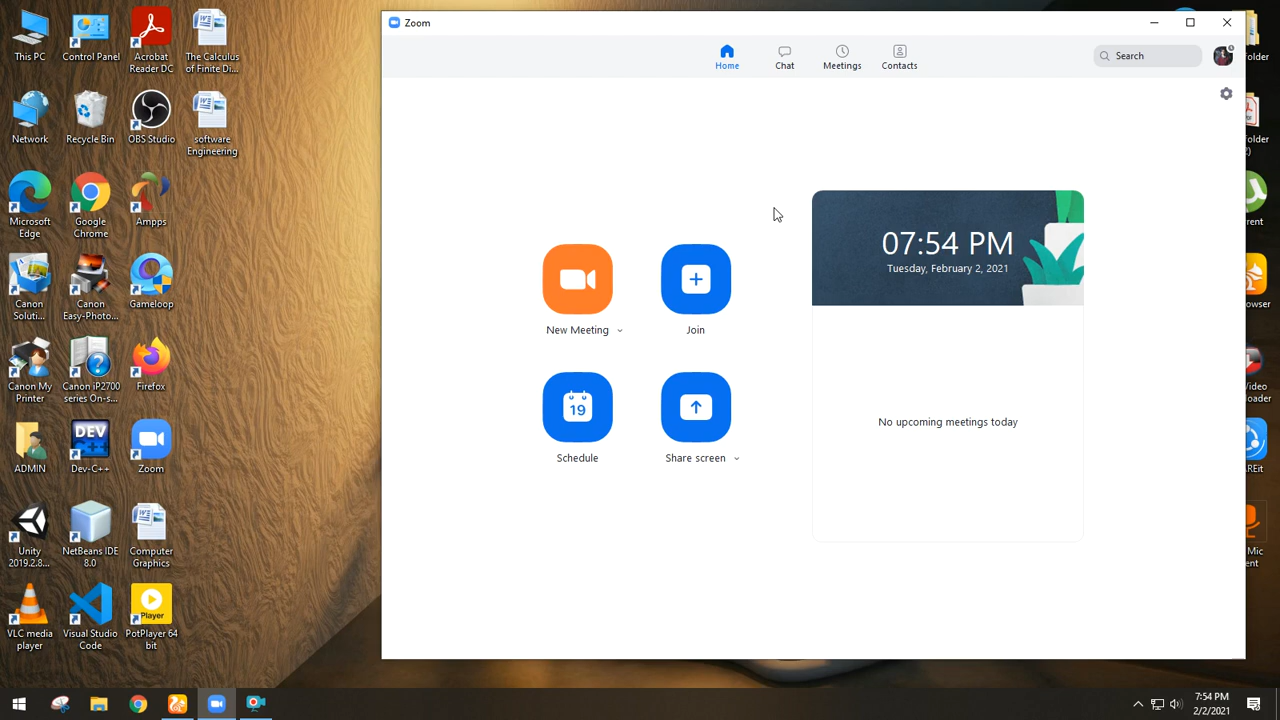 This PC
Control Panel
Acrobat
Reader DC
The Calculus
of Finite Di...
Network
Recycle Bin
OBS Studio
software
Engineering
Microsoft
Edge
Google
Chrome
Ampps
Canon
Soluti...
Canon
Easy-Photo...
Gameloop
Canon My
Printer
Canon iP2700
series On-s...
Firefox
ADMIN
DEV
Dev-C++
Zoom
Unity
2019.2.8...
NetBeans IDE
8.0
Computer
Graphics
VLC media
player
Visual Studio
Code
Player
PotPlayer 64
bit
Zoom
Home
Chat
Meetings
Contacts
Search
New Meeting
Join
19
Schedule
Share screen
07:54 PM
Tuesday, February 2, 2021
No upcoming meetings today
7:54 PM
2/2/2021